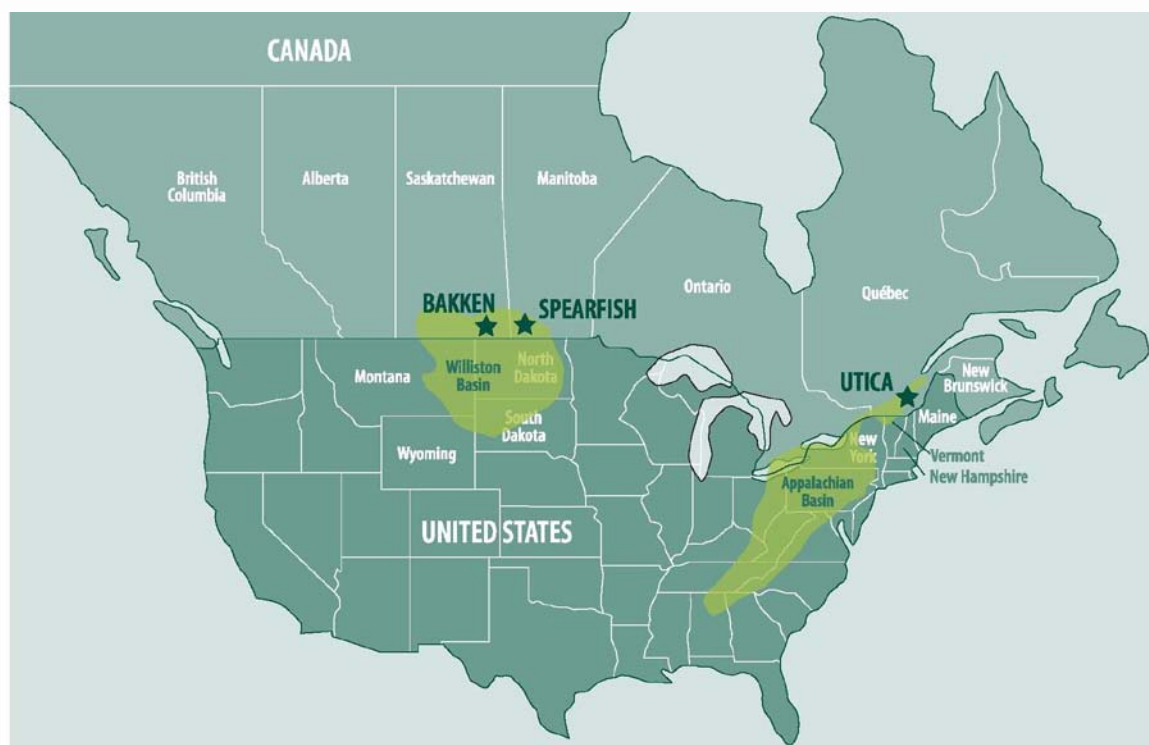 CANADA
British
Columbia
Alberta
Saskatchewan
Manitoba
Ontario
Québec
BAKKEN
SPEARFISH
Williston
Basin
North
Dakota
Montana
South
Dakota
Wyoming
UTICA
New
Brunswick
Maine
New
York
Vermont
New Hampshire
Appalachian
Basin
UNITED STATES